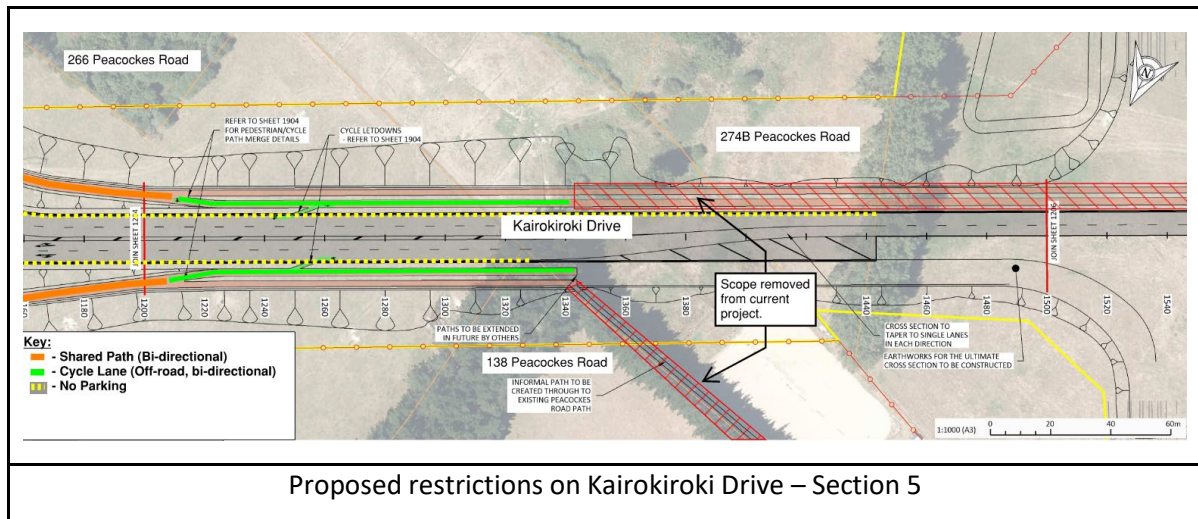 266 Peacockes Road
REFER TO SHEET 1904
FOR PEDESTRIAN/CYCLE
PATH MERGE DETAILS
CYCLE LETDOWNS
- REFER TO SHEET 1904
274B Peacockes Road
N
Kairokiroki Drive
JOIN SHEET 1204
JOIN SHEET 1206
Scope removed
from current
project.
1180
1200
1220
1240
1260
1280
1300
1320
1340
1360
1380
1400
1440
1460
1480
1500
1520
1540
PATHS TO BE EXTENDED
IN FUTURE BY OTHERS
CROSS SECTION TO
TAPER TO SINGLE LANES
IN EACH DIRECTION
EARTHWORKS FOR THE ULTIMATE
CROSS SECTION TO BE CONSTRUCTED
138 Peacockes Road
INFORMAL PATH TO BE
CREATED THROUGH TO
EXISTING PEACOCKES
ROAD PATH
Key:
- Shared Path (Bi-directional)
- Cycle Lane (Off-road, bi-directional)
- No Parking
1:1000 (A3)
0 20 40 60m
Proposed restrictions on Kairokiroki Drive – Section 5